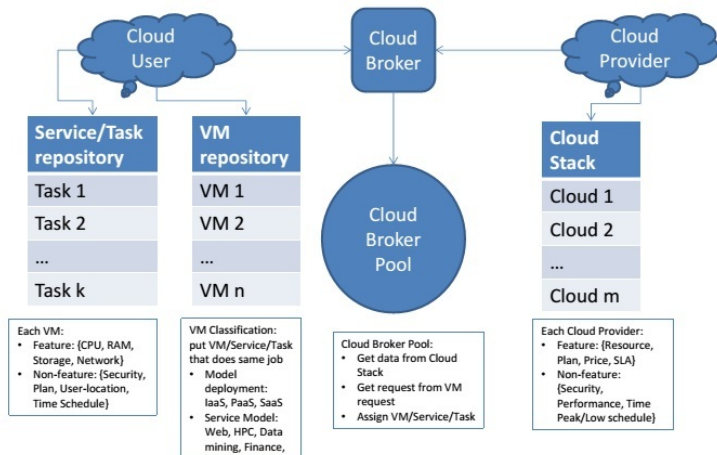 Cloud
User
Cloud
Broker
Cloud
Provider
Service/Task
repository
Task 1
Task 2
...
Task k
VM
repository
VM 1
VM 2
...
VM n
Cloud
Broker
Pool
Cloud
Stack
Cloud 1
Cloud 2
...
Cloud m
Each VM:
• Feature: {CPU, RAM,
Storage, Network}
• Non-feature: {Security,
Plan, User-location,
Time Schedule}
VM Classification:
put VM/Service/Task
that does same job
• Model
deployment:
IaaS, PaaS, SaaS
• Service Model:
Web, HPC, Data
mining, Finance,
Cloud Broker Pool:
• Get data from Cloud
Stack
• Get request from VM
request
• Assign VM/Service/Task
Each Cloud Provider:
• Feature: {Resource,
Plan, Price, SLA}
• Non-feature:
{Security,
Performance, Time
Peak/Low schedule}